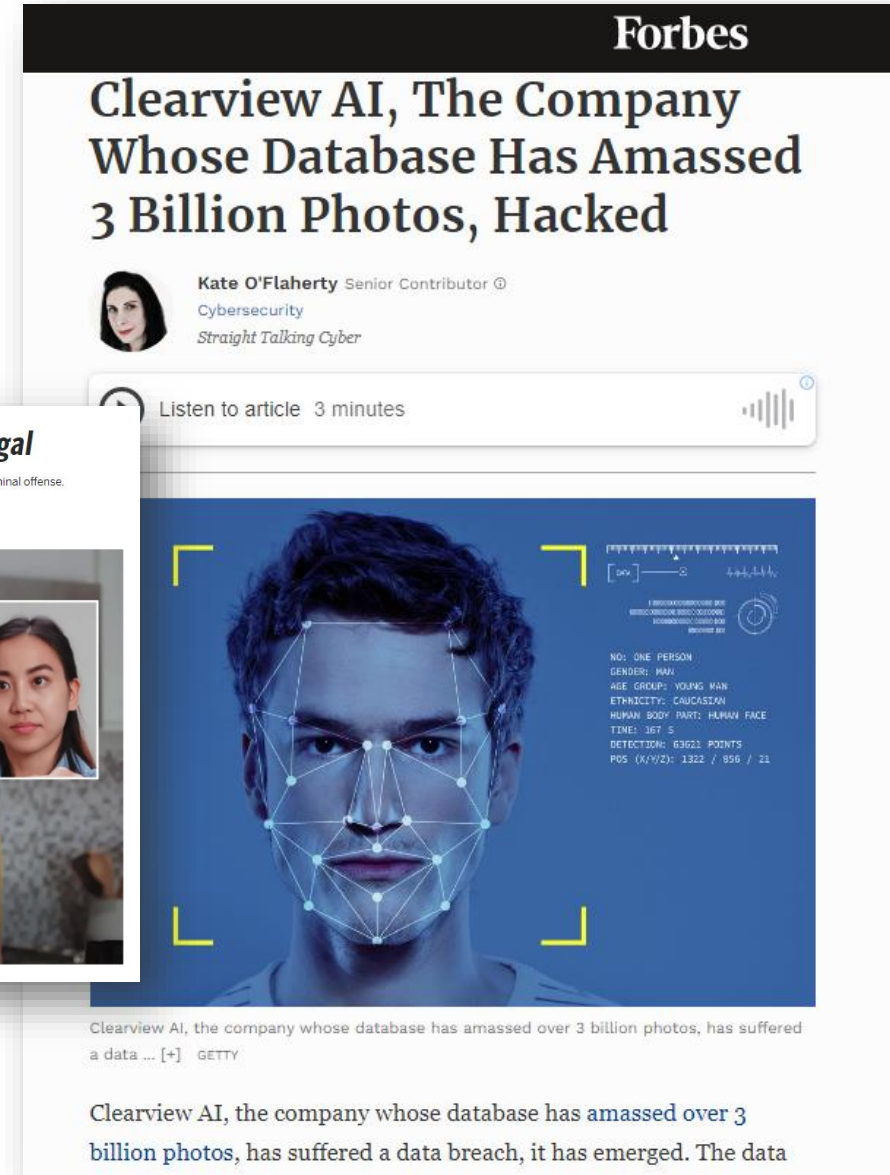 Forbes
Clearview AI, The Company
Whose Database Has Amassed
3 Billion Photos, Hacked
Kate O'Flaherty Senior Contributor
Cybersecurity
Straight Talking Cyber
Listen to article 3 minutes
offense.
DATA
NO: ONE PERSON
GENDER: MAN
AGE GROUP: YOUNG MAN
ETHNICITY: CAUCASIAN
HUMAN BODY PART: HUMAN FACE
TIME: 167 S
DETECTION: 63621 POINTS
POS (X/Y/Z): 1322 / 856 / 21
Clearview AI, the company whose database has amassed over 3 billion photos, has suffered
a data ... [+] GETTY
Clearview AI, the company whose database has amassed over 3
billion photos, has suffered a data breach, it has emerged. The data